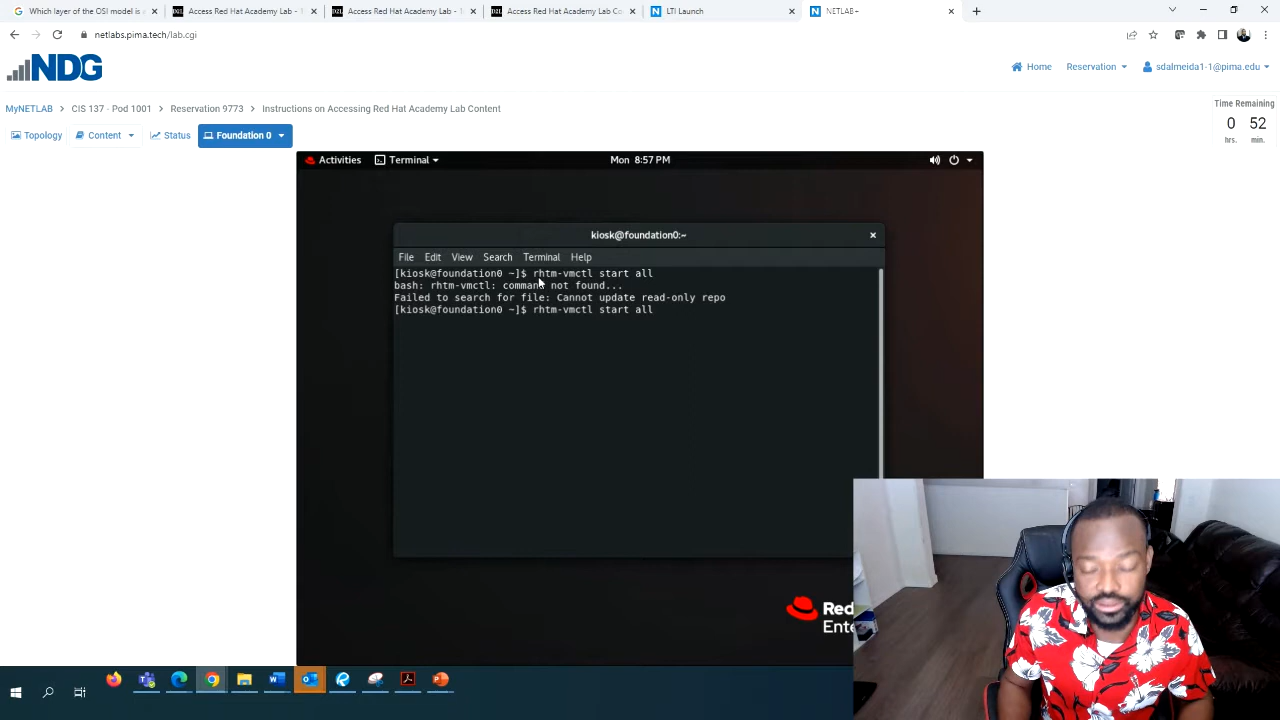 Which layer of the OSI model is
Access Red Hat Academy Lab -
Access Red Hat Academy Lab -
Access Red Hat Academy Lab Co
LTI Launch
NETLAB+
netlabs.pima.tech/lab.cgi
NDG
Home
Reservation
sdalmeida1-1@pima.edu
MyNETLAB
CIS 137 - Pod 1001
Reservation 9773
Instructions on Accessing Red Hat Academy Lab Content
Time Remaining
0 52
hrs. min.
Topology
Content
Status
Foundation 0
Activities
Terminal
Mon 8:57 PM
kiosk@foundation0:~
File Edit View Search Terminal Help
[kiosk@foundation0 ~]$ rhtm-vmctl start all
bash: rhtm-vmctl: command not found...
Failed to search for file: Cannot update read-only repo
[kiosk@foundation0 ~]$ rhtm-vmctl start all
Red
Ente